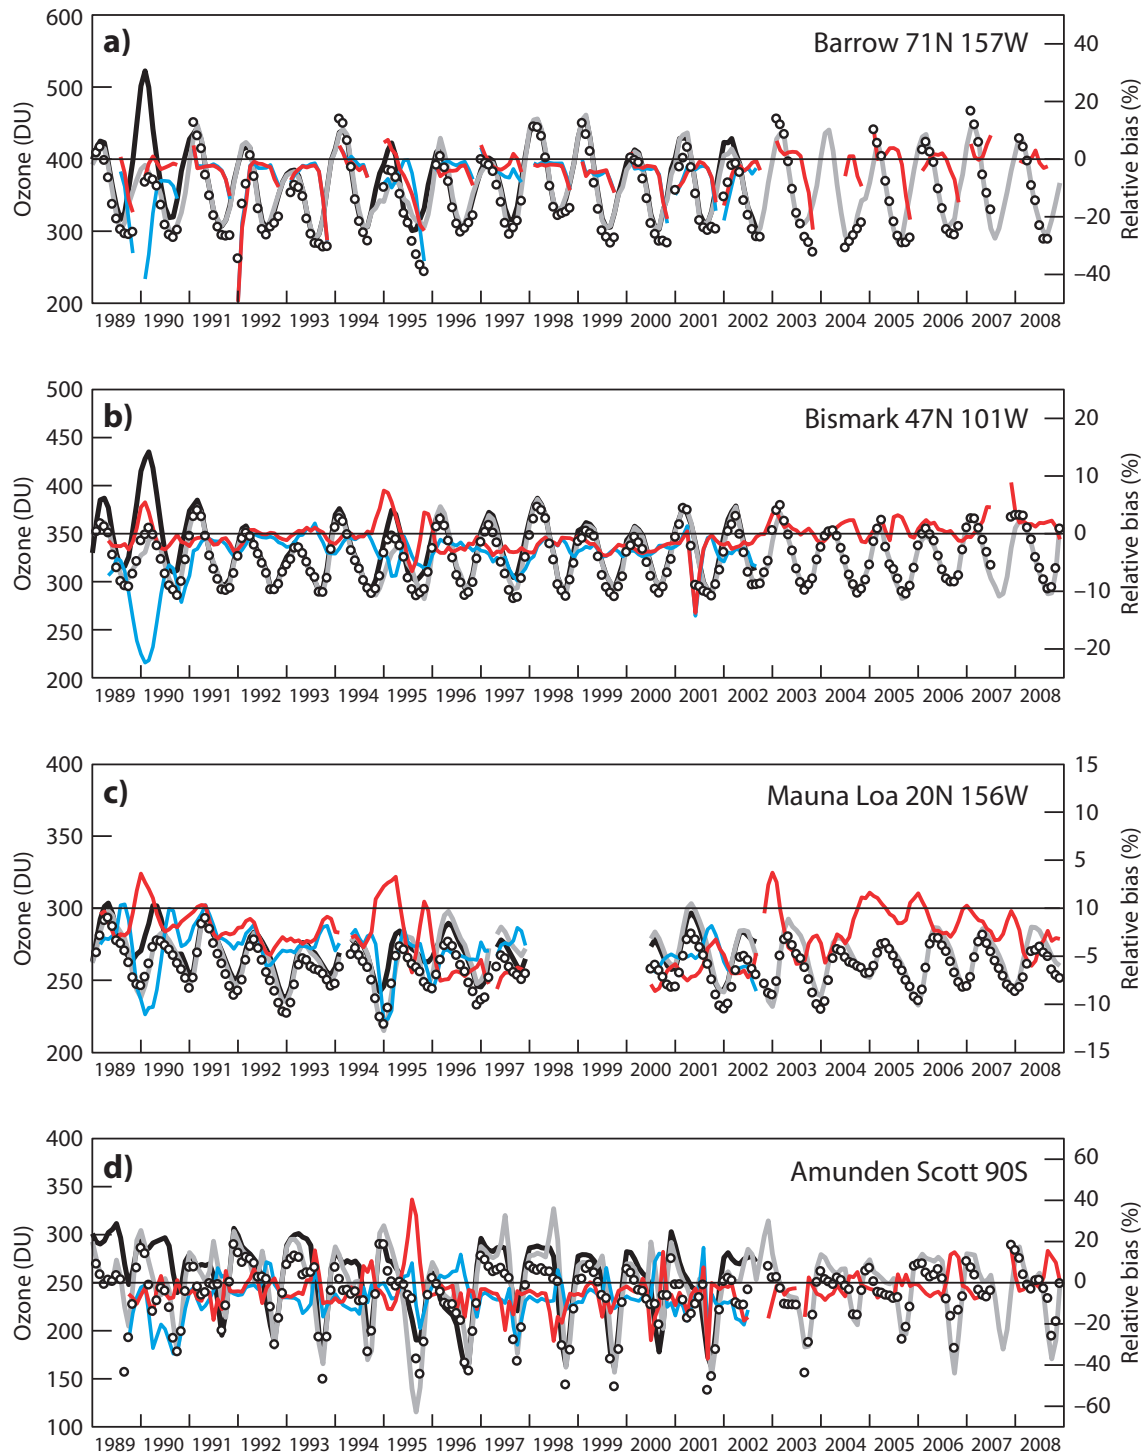 600
500
400
300
200
Ozone (DU)
a)
Barrow 71N 157W
40
20
0
−20
−40
Relative bias (%)
1989 1990 1991 1992 1993 1994 1995 1996 1997 1998 1999 2000 2001 2002 2003 2004 2005 2006 2007 2008
500
450
400
350
300
250
200
Ozone (DU)
b)
Bismark 47N 101W
20
10
0
−10
−20
Relative bias (%)
1989 1990 1991 1992 1993 1994 1995 1996 1997 1998 1999 2000 2001 2002 2003 2004 2005 2006 2007 2008
400
350
300
250
200
Ozone (DU)
c)
Mauna Loa 20N 156W
15
10
5
10
−5
−10
−15
Relative bias (%)
1989 1990 1991 1992 1993 1994 1995 1996 1997 1998 1999 2000 2001 2002 2003 2004 2005 2006 2007 2008
400
350
300
250
200
150
100
Ozone (DU)
d)
Amunden Scott 90S
60
40
20
0
−20
−40
−60
Relative bias (%)
1989 1990 1991 1992 1993 1994 1995 1996 1997 1998 1999 2000 2001 2002 2003 2004 2005 2006 2007 2008